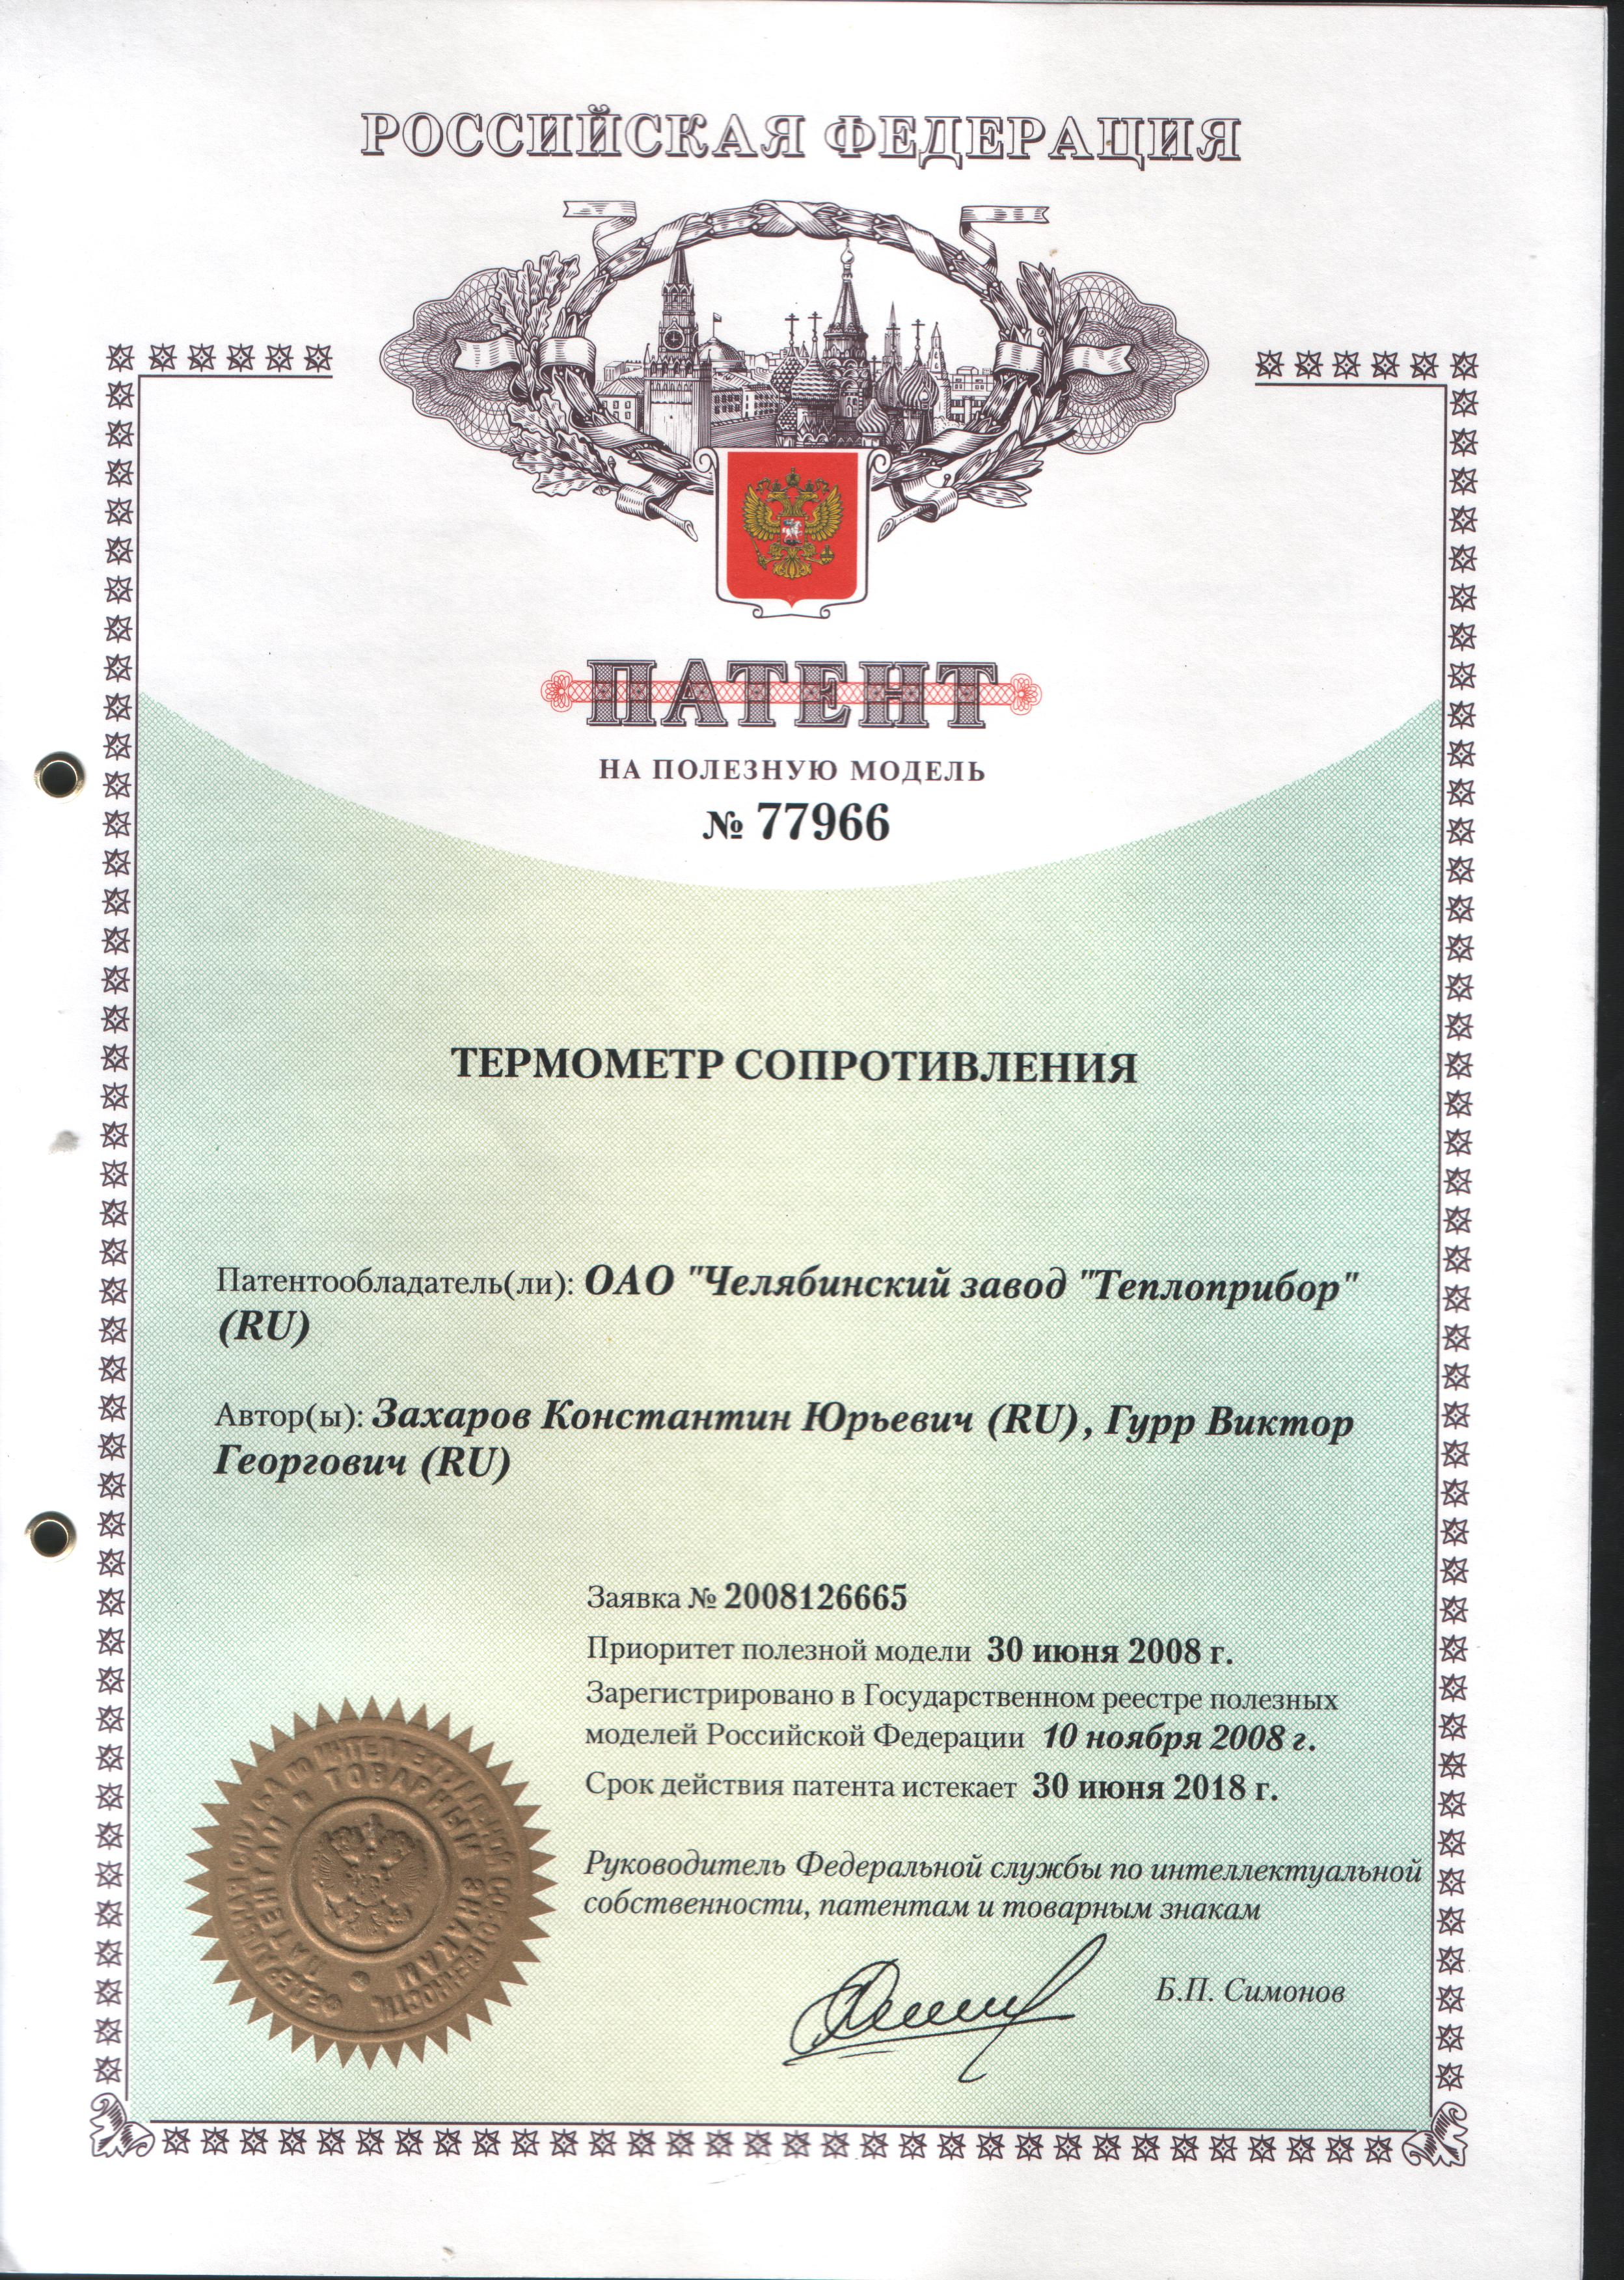 РОССИЙСКАЯ ФЕДЕРАЦИЯ
ПАТЕНТ
НА ПОЛЕЗНУЮ МОДЕЛЬ
№ 77966
ТЕРМОМЕТР СОПРОТИВЛЕНИЯ
Патентообладатель(ли): ОАО "Челябинский завод "Теплоприбор"
(RU)
Автор(ы): Захаров Константин Юрьевич (RU), Гурр Виктор
Георгович (RU)
Заявка № 2008126665
Приоритет полезной модели 30 июня 2008 г.
Зарегистрировано в Государственном реестре полезных
моделей Российской Федерации 10 ноября 2008 г.
Срок действия патента истекает 30 июня 2018 г.
Руководитель Федеральной службы по интеллектуальной
собственности, патентам и товарным знакам
Б.П. Симонов